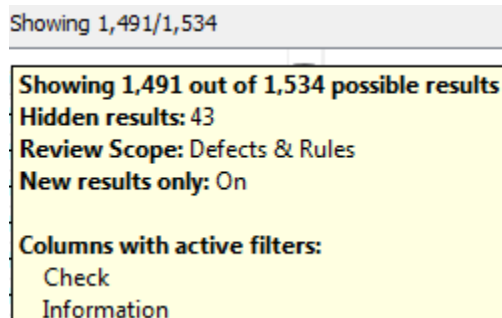 Showing 1,491/1,534
Showing 1,491 out of 1,534 possible results
Hidden results: 43
Review Scope: Defects & Rules
New results only: On
Columns with active filters:
Check
Information